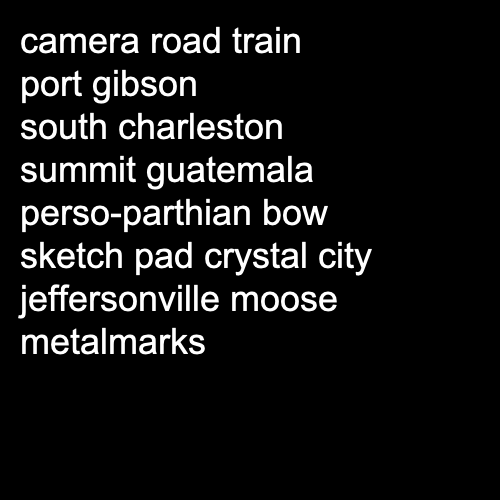 camera road train
port gibson
south charleston
summit guatemala
perso-parthian bow
sketch pad crystal city
jeffersonville moose
metalmarks